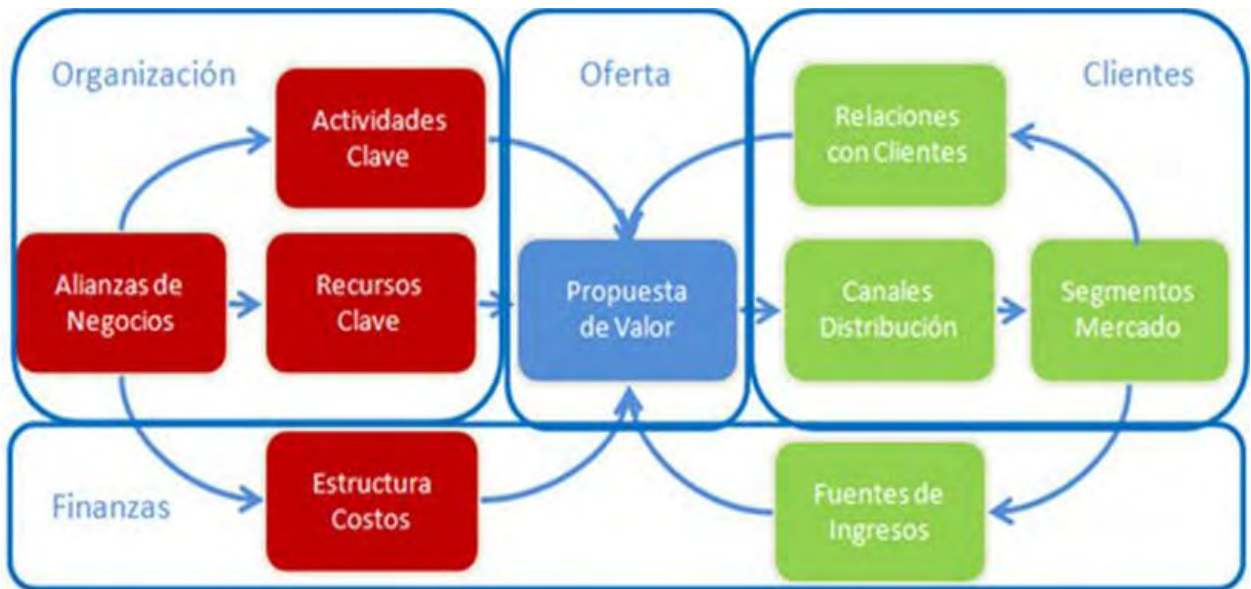 Organización
Oferta
Clientes
Actividades
Clave
Relaciones
con Clientes
Alianzas de
Negocios
Recursos
Clave
Propuesta
de Valor
Canales
Distribución
Segmentos
Mercado
Finanzas
Estructura
Costos
Fuentes de
Ingresos